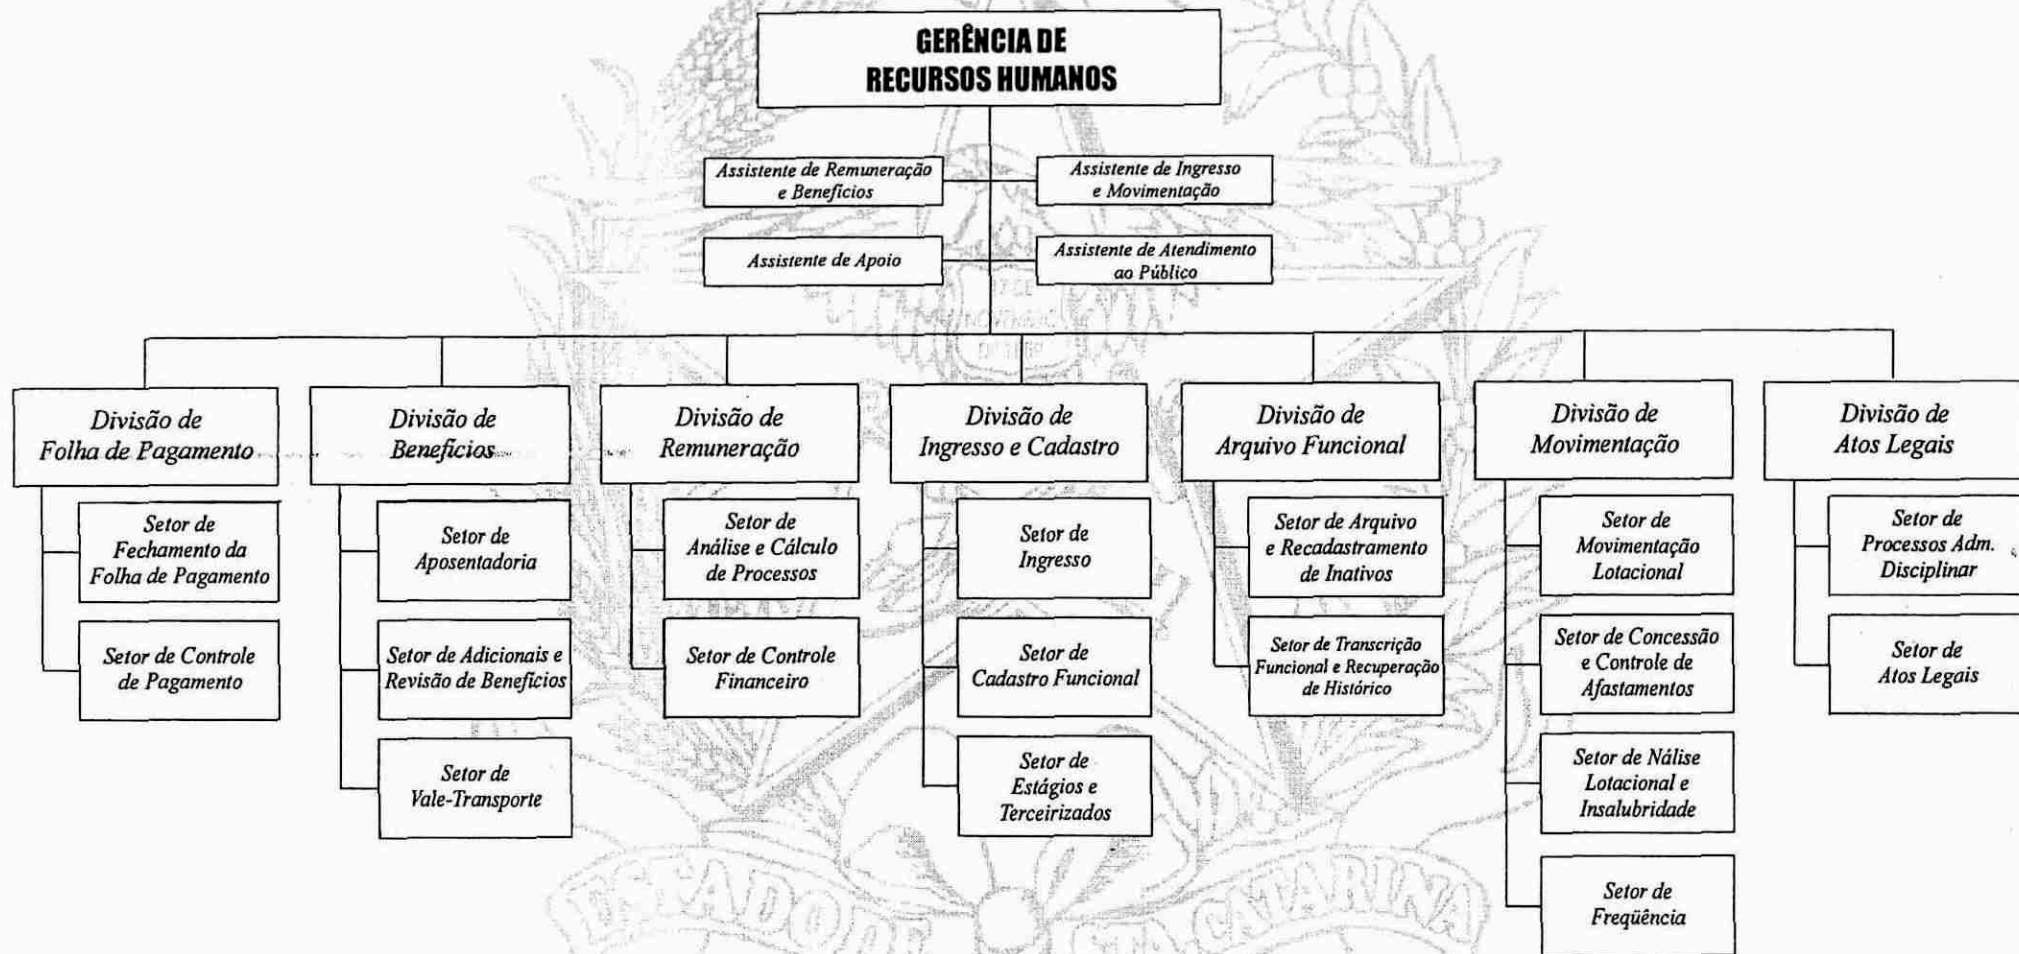 GERÊNCIA DE
RECURSOS HUMANOS
Assistente de Remuneração
e Benefícios
Assistente de Ingresso
e Movimentação
Assistente de Apoio
Assistente de Atendimento
ao Público
Divisão de
Folha de Pagamento
Divisão de
Benefícios
Divisão de
Remuneração
Divisão de
Ingresso e Cadastro
Divisão de
Arquivo Funcional
Divisão de
Movimentação
Divisão de
Atos Legais
Setor de
Fechamento da
Folha de Pagamento
Setor de Controle
de Pagamento
Setor de
Aposentadoria
Setor de Adicionais e
Revisão de Benefícios
Setor de
Vale-Transporte
Setor de
Análise e Cálculo
de Processos
Setor de Controle
Financeiro
Setor de
Ingresso
Setor de
Cadastro Funcional
Setor de
Estágios e
Terceirizados
Setor de Arquivo
e Recadastramento
de Inativos
Setor de Transcrição
Funcional e Recuperação
de Histórico
Setor de
Movimentação
Lotacional
Setor de Concessão
e Controle de
Afastamentos
Setor de Nálise
Lotacional e
Insalubridade
Setor de
Freqüência
Setor de
Processos Adm.
Disciplinar
Setor de
Atos Legais
ESTADO DE STA. CATARINA